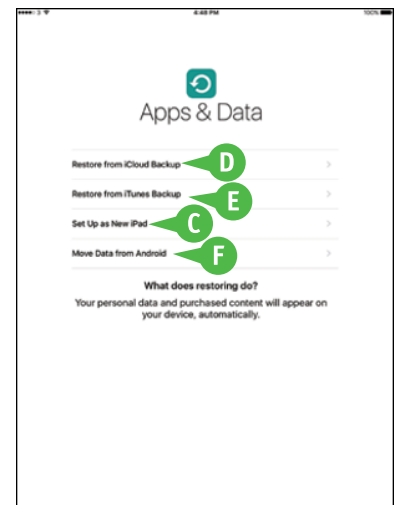 3 4:48 PM 100%
Apps & Data
Restore from iCloud Backup D
Restore from iTunes Backup E
Set Up as New iPad C
Move Data from Android F
What does restoring do?
Your personal data and purchased content will appear on
your device, automatically.